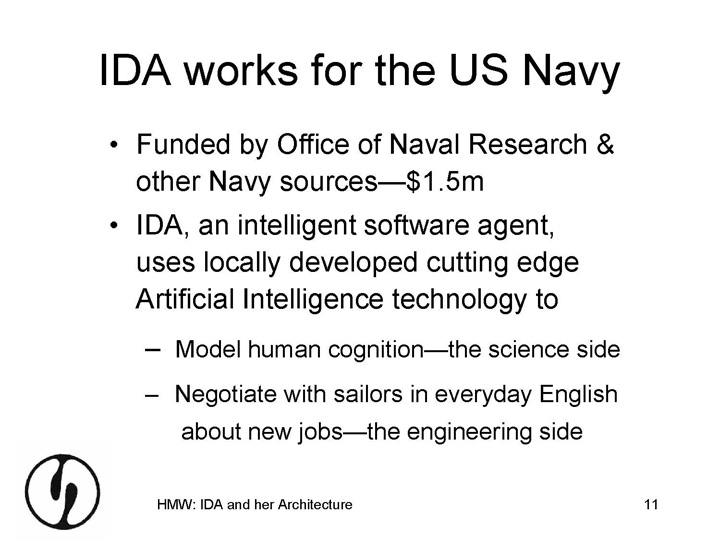 IDA works for the US Navy
• Funded by Office of Naval Research &
other Navy sources—$1.5m
• IDA, an intelligent software agent,
uses locally developed cutting edge
Artificial Intelligence technology to
– Model human cognition—the science side
– Negotiate with sailors in everyday English
about new jobs—the engineering side
HMW: IDA and her Architecture
11